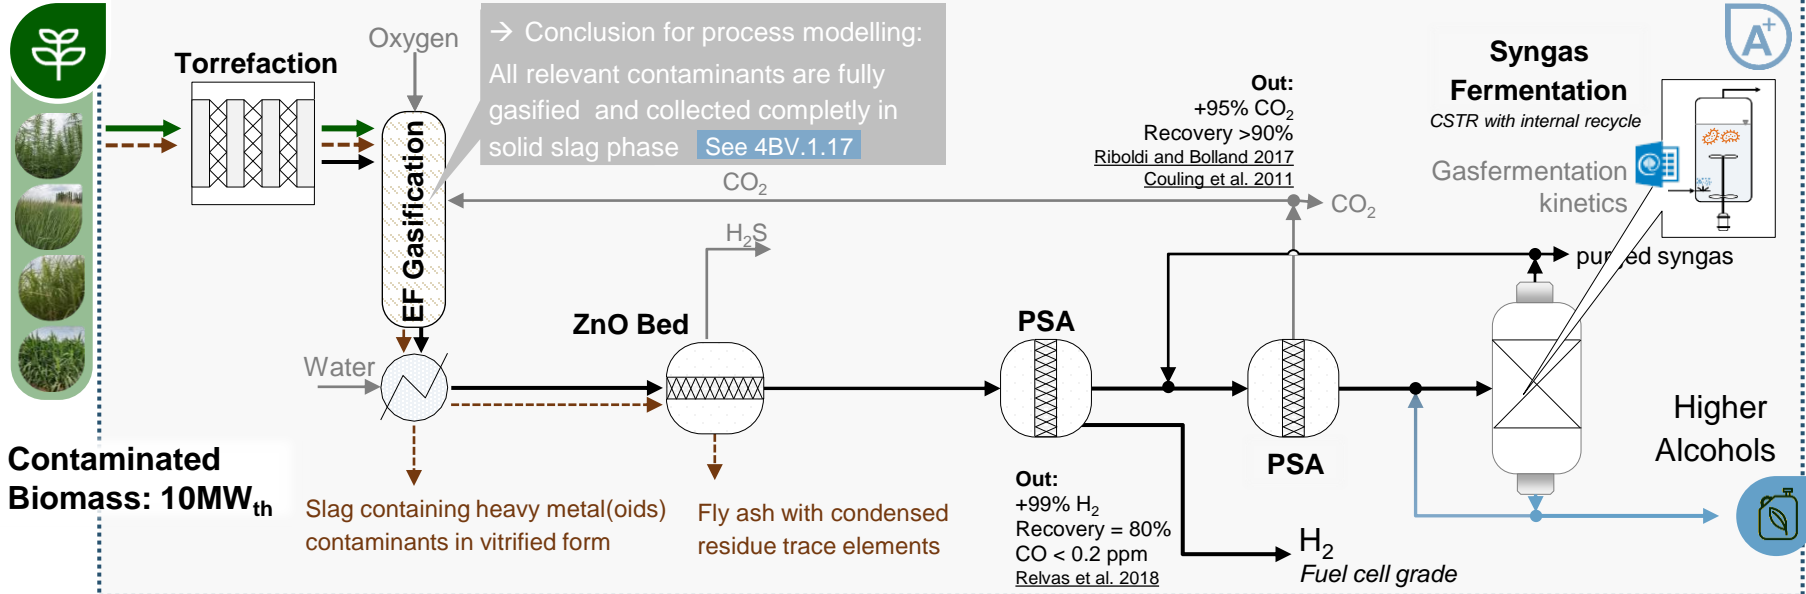 Torrefaction
Oxygen
→ Conclusion for process modelling:
All relevant contaminants are fully
gasified and collected completly in
solid slag phase See 4BV.1.17
EF Gasification
Out:
+95% CO₂
Recovery >90%
Riboldi and Bolland 2017
Couling et al. 2011
A⁺
Syngas
Fermentation
CSTR with internal recycle
Gasfermentation
kinetics
CO₂
CO₂
H₂S
purged syngas
ZnO Bed
PSA
Water
PSA
Higher
Alcohols
Contaminated
Biomass: 10MWₜₕ
Slag containing heavy metal(oids)
contaminants in vitrified form
Fly ash with condensed
residue trace elements
Out:
+99% H₂
Recovery = 80%
CO < 0.2 ppm
Relvas et al. 2018
H₂
Fuel cell grade